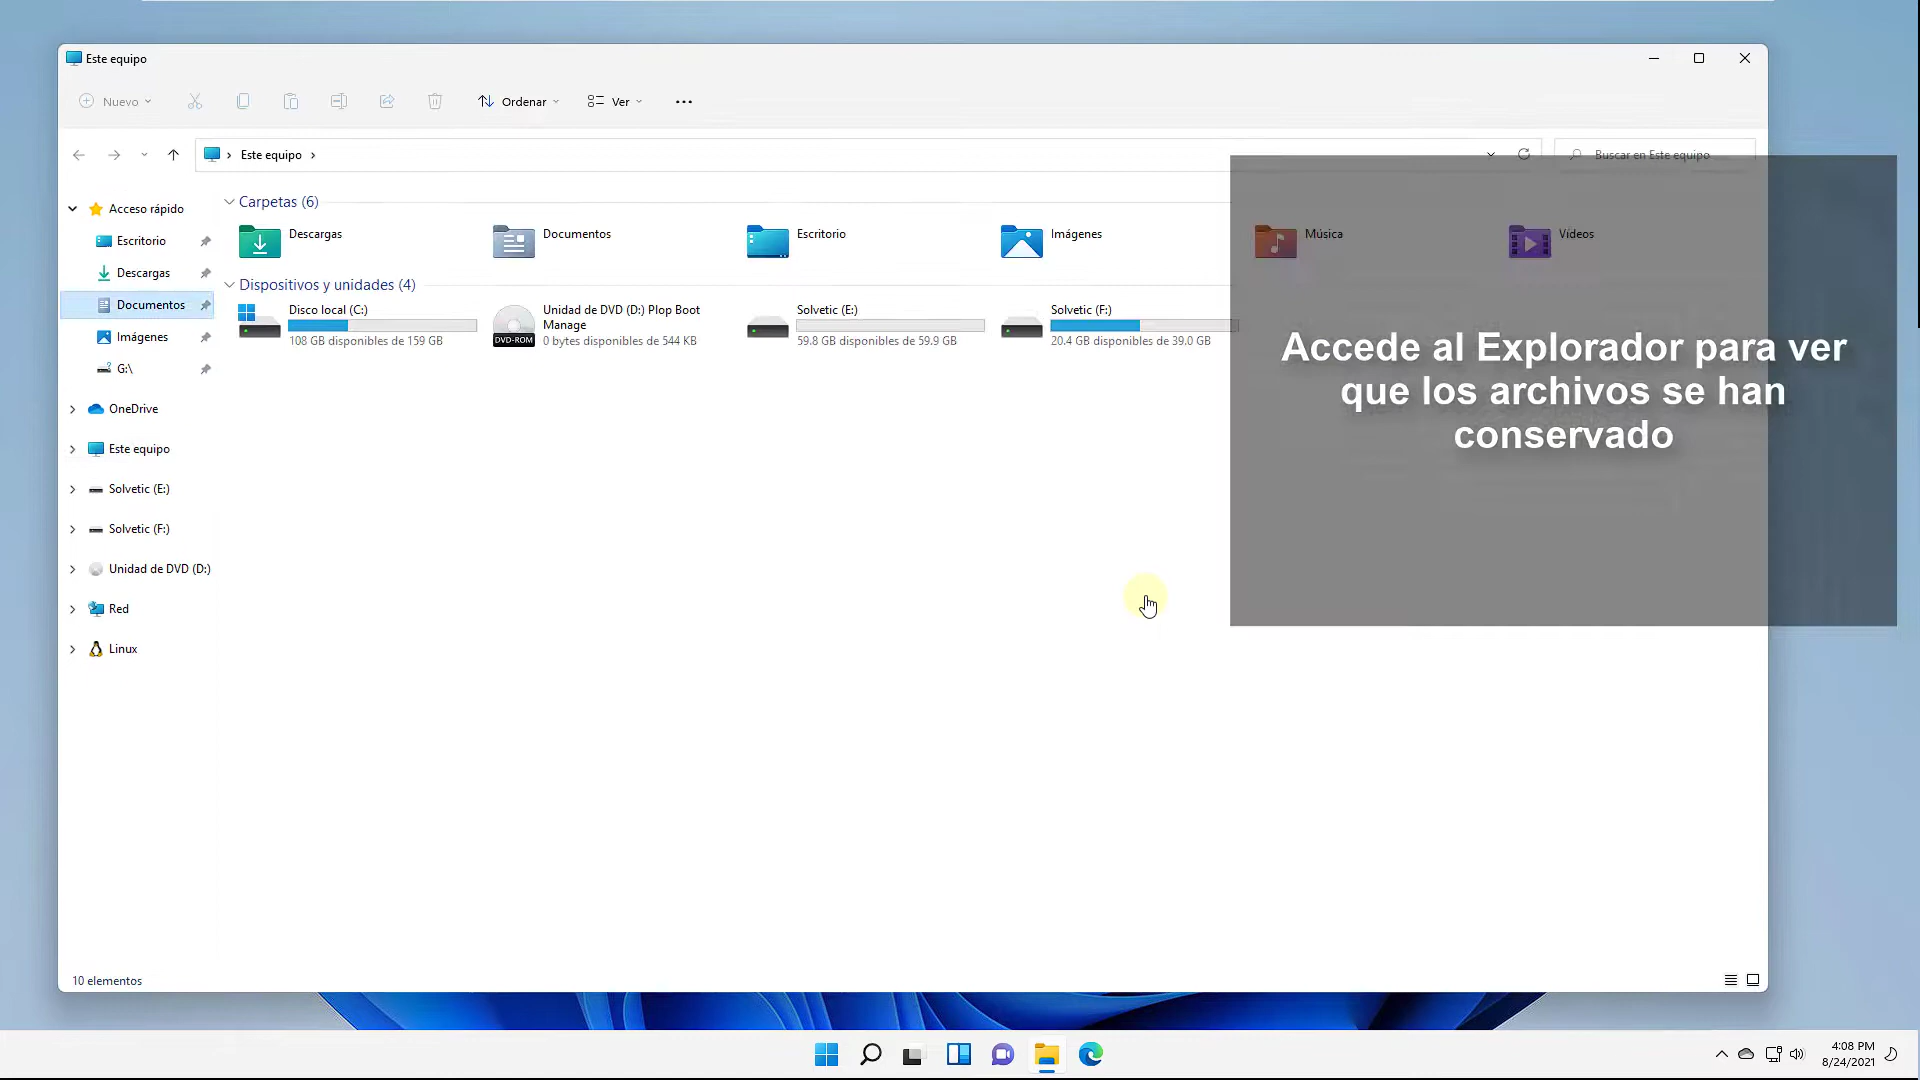 Este equipo
Nuevo
Ordenar
Ver
Este equipo
Buscar en Este equipo
Acceso rápido
Escritorio
Descargas
Documentos
Imágenes
G:\
OneDrive
Este equipo
Solvetic (E:)
Solvetic (F:)
Unidad de DVD (D:)
Red
Linux
Carpetas (6)
Descargas
Documentos
Escritorio
Imágenes
Música
Vídeos
Dispositivos y unidades (4)
Disco local (C:)
108 GB disponibles de 159 GB
Unidad de DVD (D:) Plop Boot
Manage
DVD-ROM
0 bytes disponibles de 544 KB
Solvetic (E:)
59.8 GB disponibles de 59.9 GB
Solvetic (F:)
20.4 GB disponibles de 39.0 GB
Accede al Explorador para ver
que los archivos se han
conservado
10 elementos
4:08 PM
8/24/2021